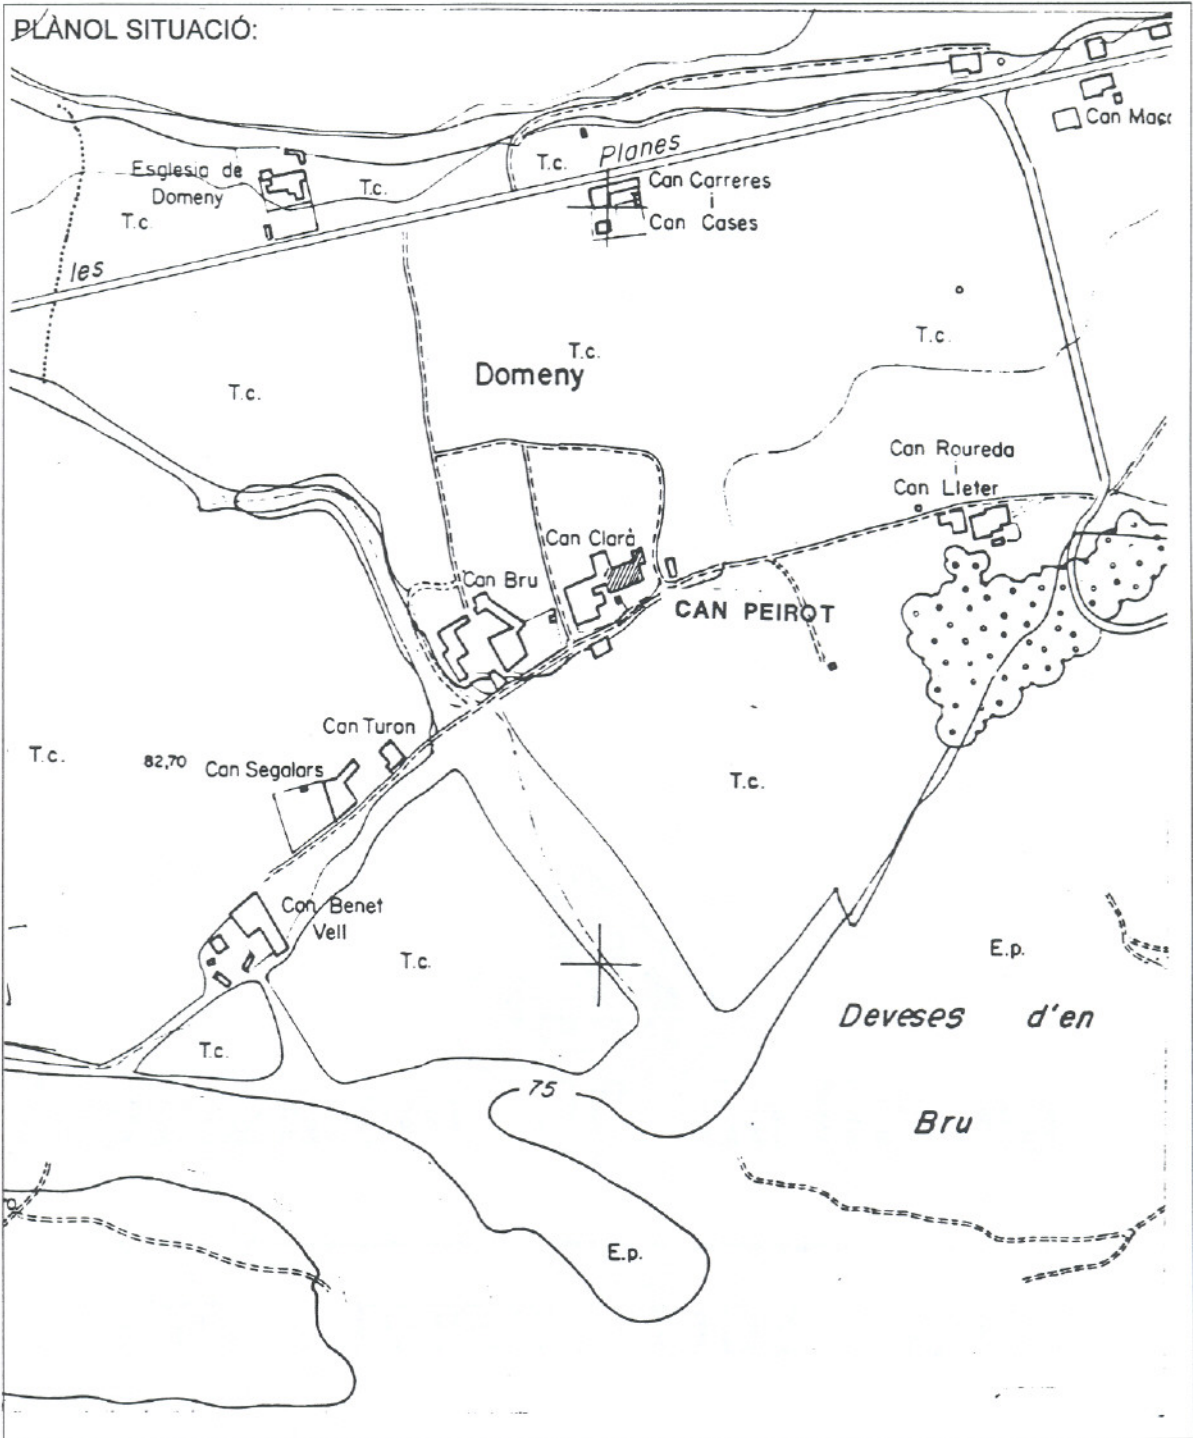 PLÀNOL SITUACIÓ:
Can Masc
Planes
T.c.
Esglesia de
Domeny
T.c.
Can Carreres
i
Can Cases
T.c.
les
T.c.
T.c.
Domeny
T.c.
Can Roureda
i
Can Lleter
Can Clarà
Can Bru
CAN PEIROT
Can Turon
T.c.
82,70
Can Segalars
T.c.
Can Benet
Vell
T.c.
E.p.
Deveses d'en
T.c.
75
Bru
E.p.